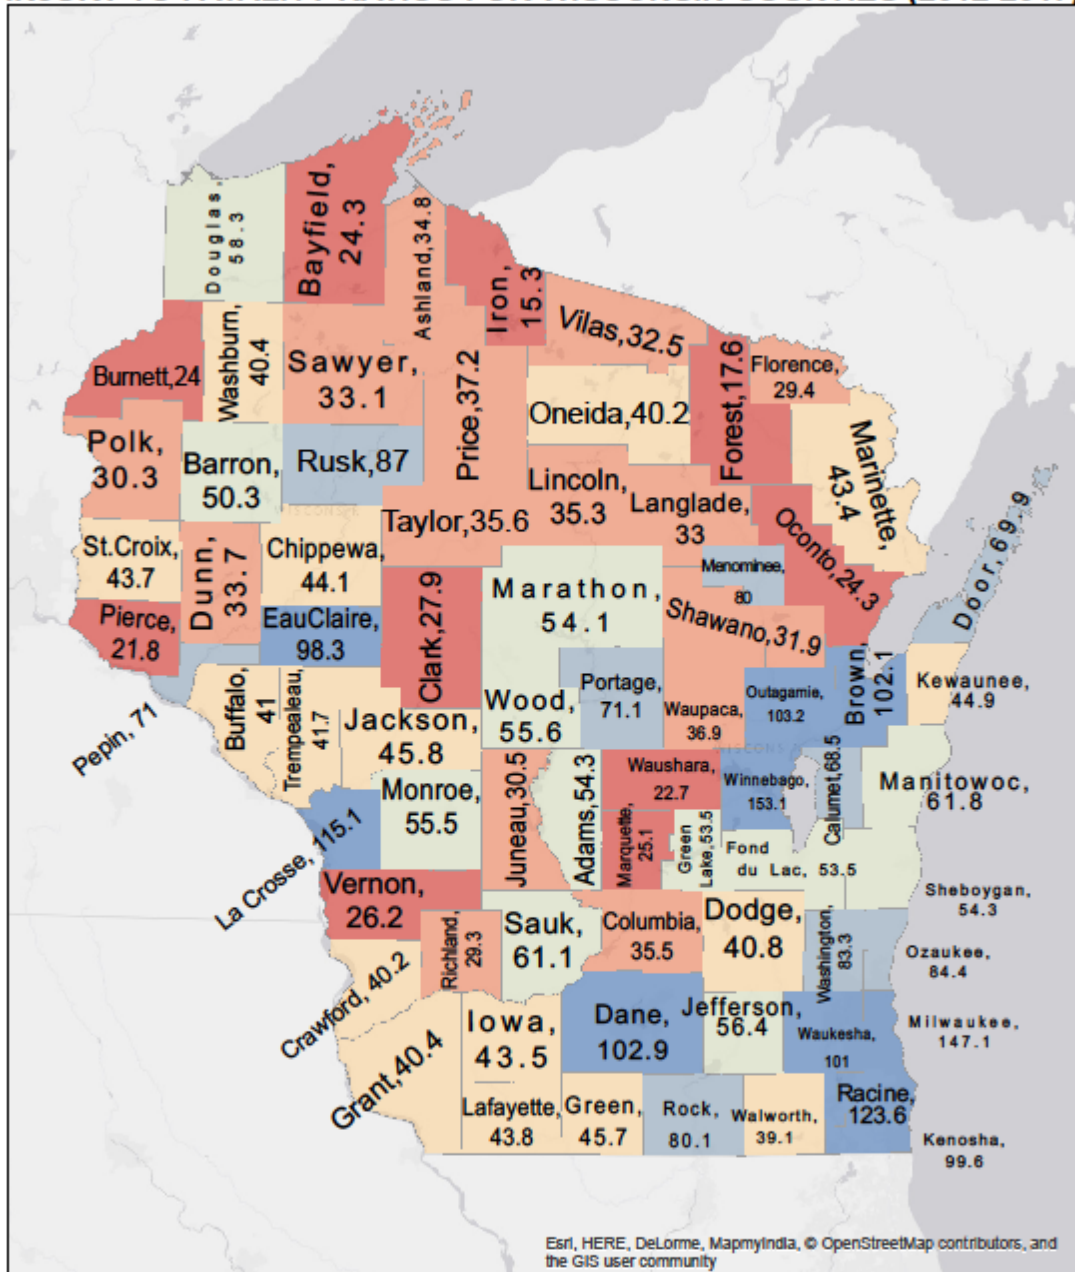 Douglas,
58.3
Bayfield,
24.3
Ashland,34.8
Iron,
15.3
Vilas,32.5
Burnett,24
Washburn,
40.4
Sawyer,
33.1
Price,37.2
Oneida,40.2
Forest,17.6
Florence,
29.4
Marinette,
43.4
Polk,
30.3
Barron,
50.3
Rusk,87
Taylor,35.6
Lincoln,
35.3
Langlade,
33
Oconto,24.3
Door,69.9
St.Croix,
43.7
Dunn,
33.7
Chippewa,
44.1
Clark,27.9
Marathon,
54.1
Menominee,
80
Shawano,31.9
Pierce,
21.8
EauClaire,
98.3
Pepin, 71
Buffalo,
41
Trempealeau,
41.7
Jackson,
45.8
Wood,
55.6
Portage,
71.1
Waupaca,
36.9
Outagamie,
103.2
Brown,
102.1
Kewaunee,
44.9
La Crosse, 115.1
Monroe,
55.5
Juneau,30.5
Adams,54.3
Waushara,
22.7
Winnebago,
153.1
Calumet,68.5
Manitowoc,
61.8
Marquette,
25.1
Green
Lake,53.5
Fond
du Lac, 53.5
Sheboygan,
54.3
Vernon,
26.2
Richland,
29.3
Sauk,
61.1
Columbia,
35.5
Dodge,
40.8
Washington,
83.3
Ozaukee,
84.4
Crawford, 40.2
Grant,40.4
Iowa,
43.5
Dane,
102.9
Jefferson,
56.4
Waukesha,
101
Milwaukee,
147.1
Lafayette,
43.8
Green,
45.7
Rock,
80.1
Walworth,
39.1
Racine,
123.6
Kenosha,
99.6
Esri, HERE, DeLorme, MapmyIndia, © OpenStreetMap contributors, and
the GIS user community